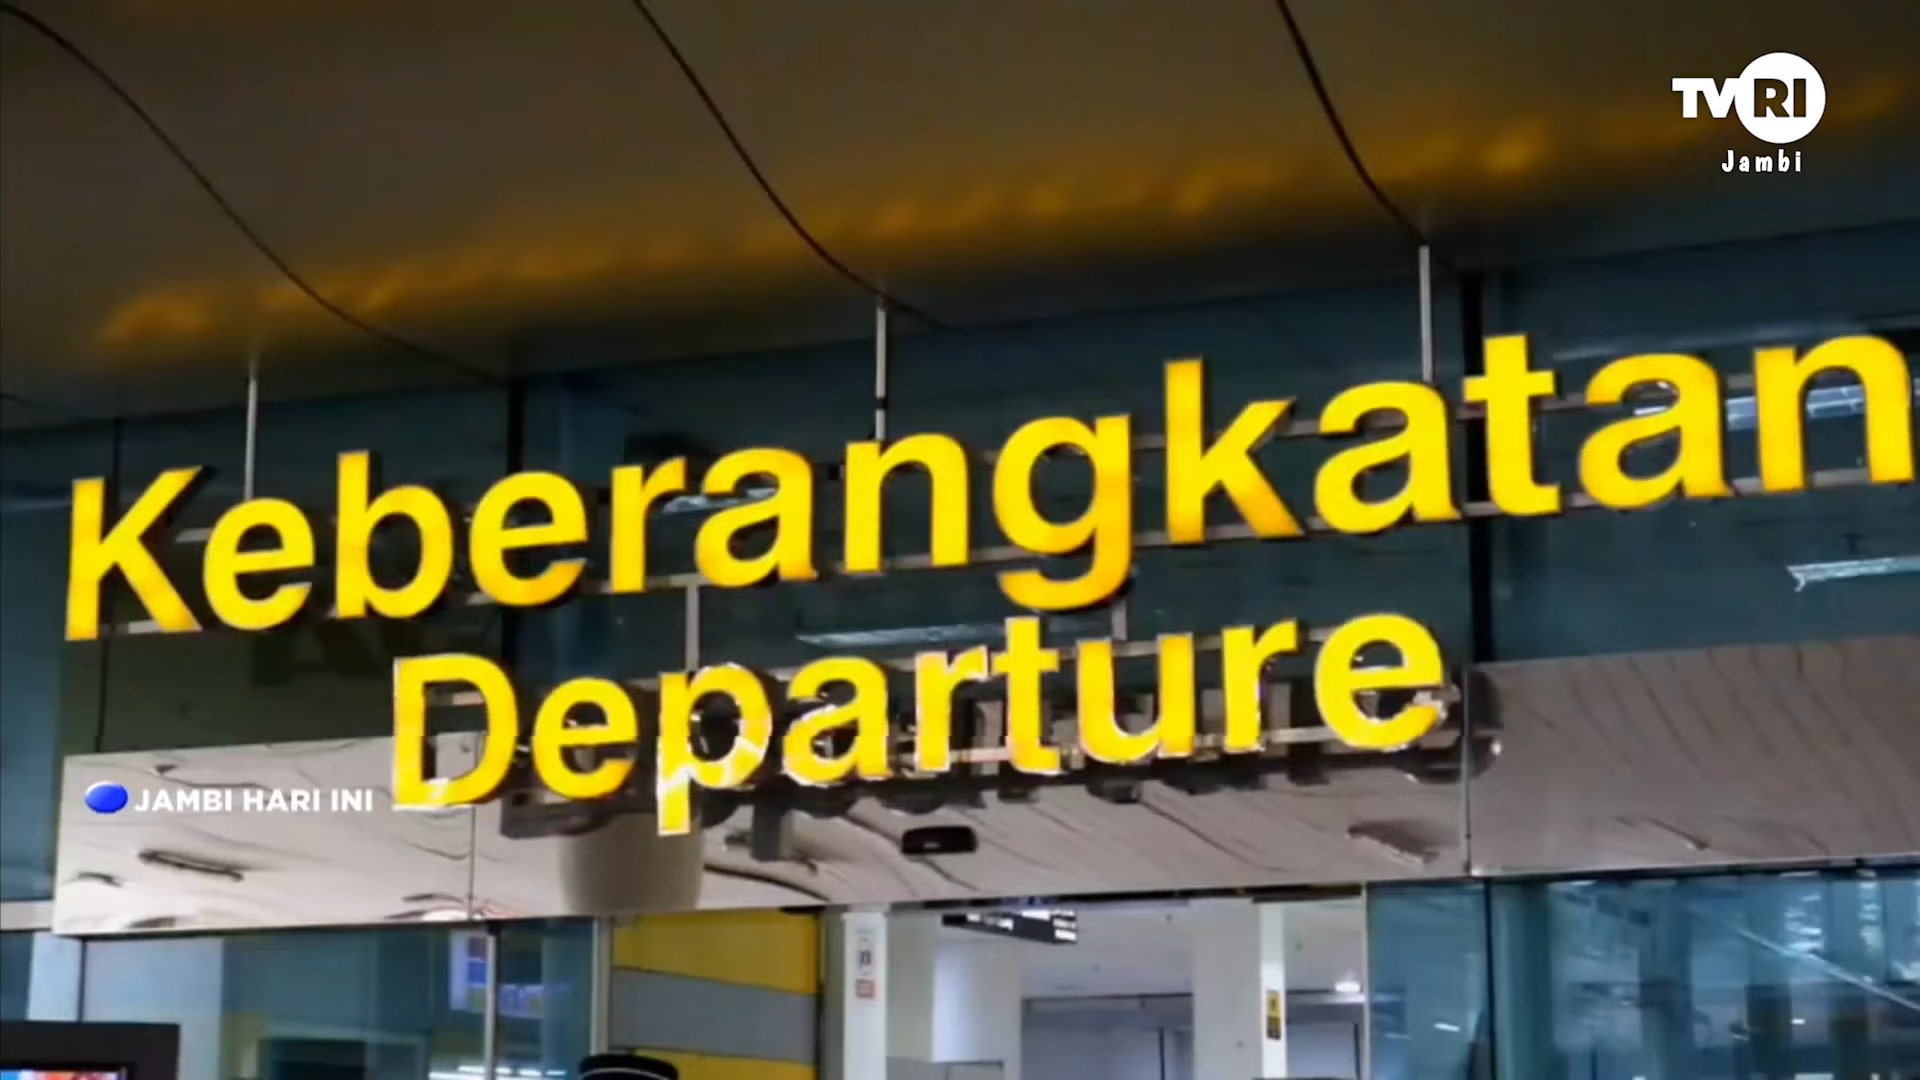 TVRI
Jambi
Keberangkatan
Departure
JAMBI HARI INI